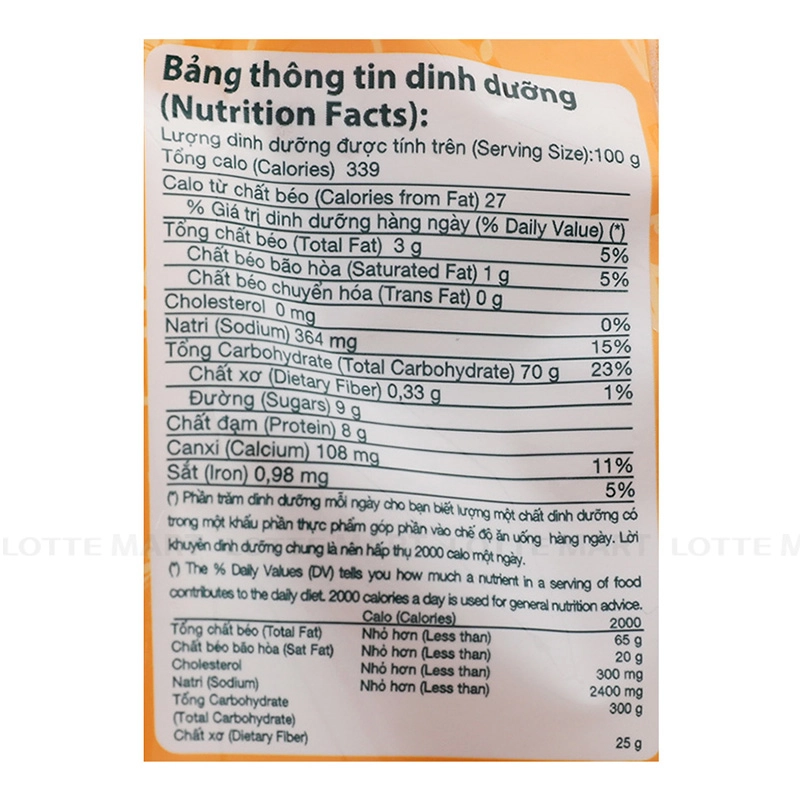 Bảng thông tin dinh dưỡng
(Nutrition Facts):
Lượng dinh dưỡng được tính trên (Serving Size):100 g
Tổng calo (Calories) 339
Calo từ chất béo (Calories from Fat) 27
% Giá trị dinh dưỡng hàng ngày (% Daily Value) (*)
Tổng chất béo (Total Fat) 3 g 5%
Chất béo bão hòa (Saturated Fat) 1 g 5%
Chất béo chuyển hóa (Trans Fat) 0 g
Cholesterol 0 mg 0%
Natri (Sodium) 364 mg 15%
Tổng Carbohydrate (Total Carbohydrate) 70 g 23%
Chất xơ (Dietary Fiber) 0,33 g 1%
Đường (Sugars) 9 g
Chất đạm (Protein) 8 g
Canxi (Calcium) 108 mg 11%
Sắt (Iron) 0,98 mg 5%
(*) Phần trăm dinh dưỡng mỗi ngày cho bạn biết lượng một chất dinh dưỡng có
trong một khẩu phần thực phẩm góp phần vào chế độ ăn uống hàng ngày. Lời
khuyên dinh dưỡng chung là nên hấp thụ 2000 calo một ngày.
LOTTE MART LOTTE MART LOTTE M
(*) The % Daily Values (DV) tells you how much a nutrient in a serving of food
contributes to the daily diet. 2000 calories a day is used for general nutrition advice.
Calo (Calories) 2000
Tổng chất béo (Total Fat) Nhỏ hơn (Less than) 65 g
Chất béo bão hòa (Sat Fat) Nhỏ hơn (Less than) 20 g
Cholesterol Nhỏ hơn (Less than) 300 mg
Natri (Sodium) Nhỏ hơn (Less than) 2400 mg
Tổng Carbohydrate 300 g
(Total Carbohydrate)
Chất xơ (Dietary Fiber) 25 g